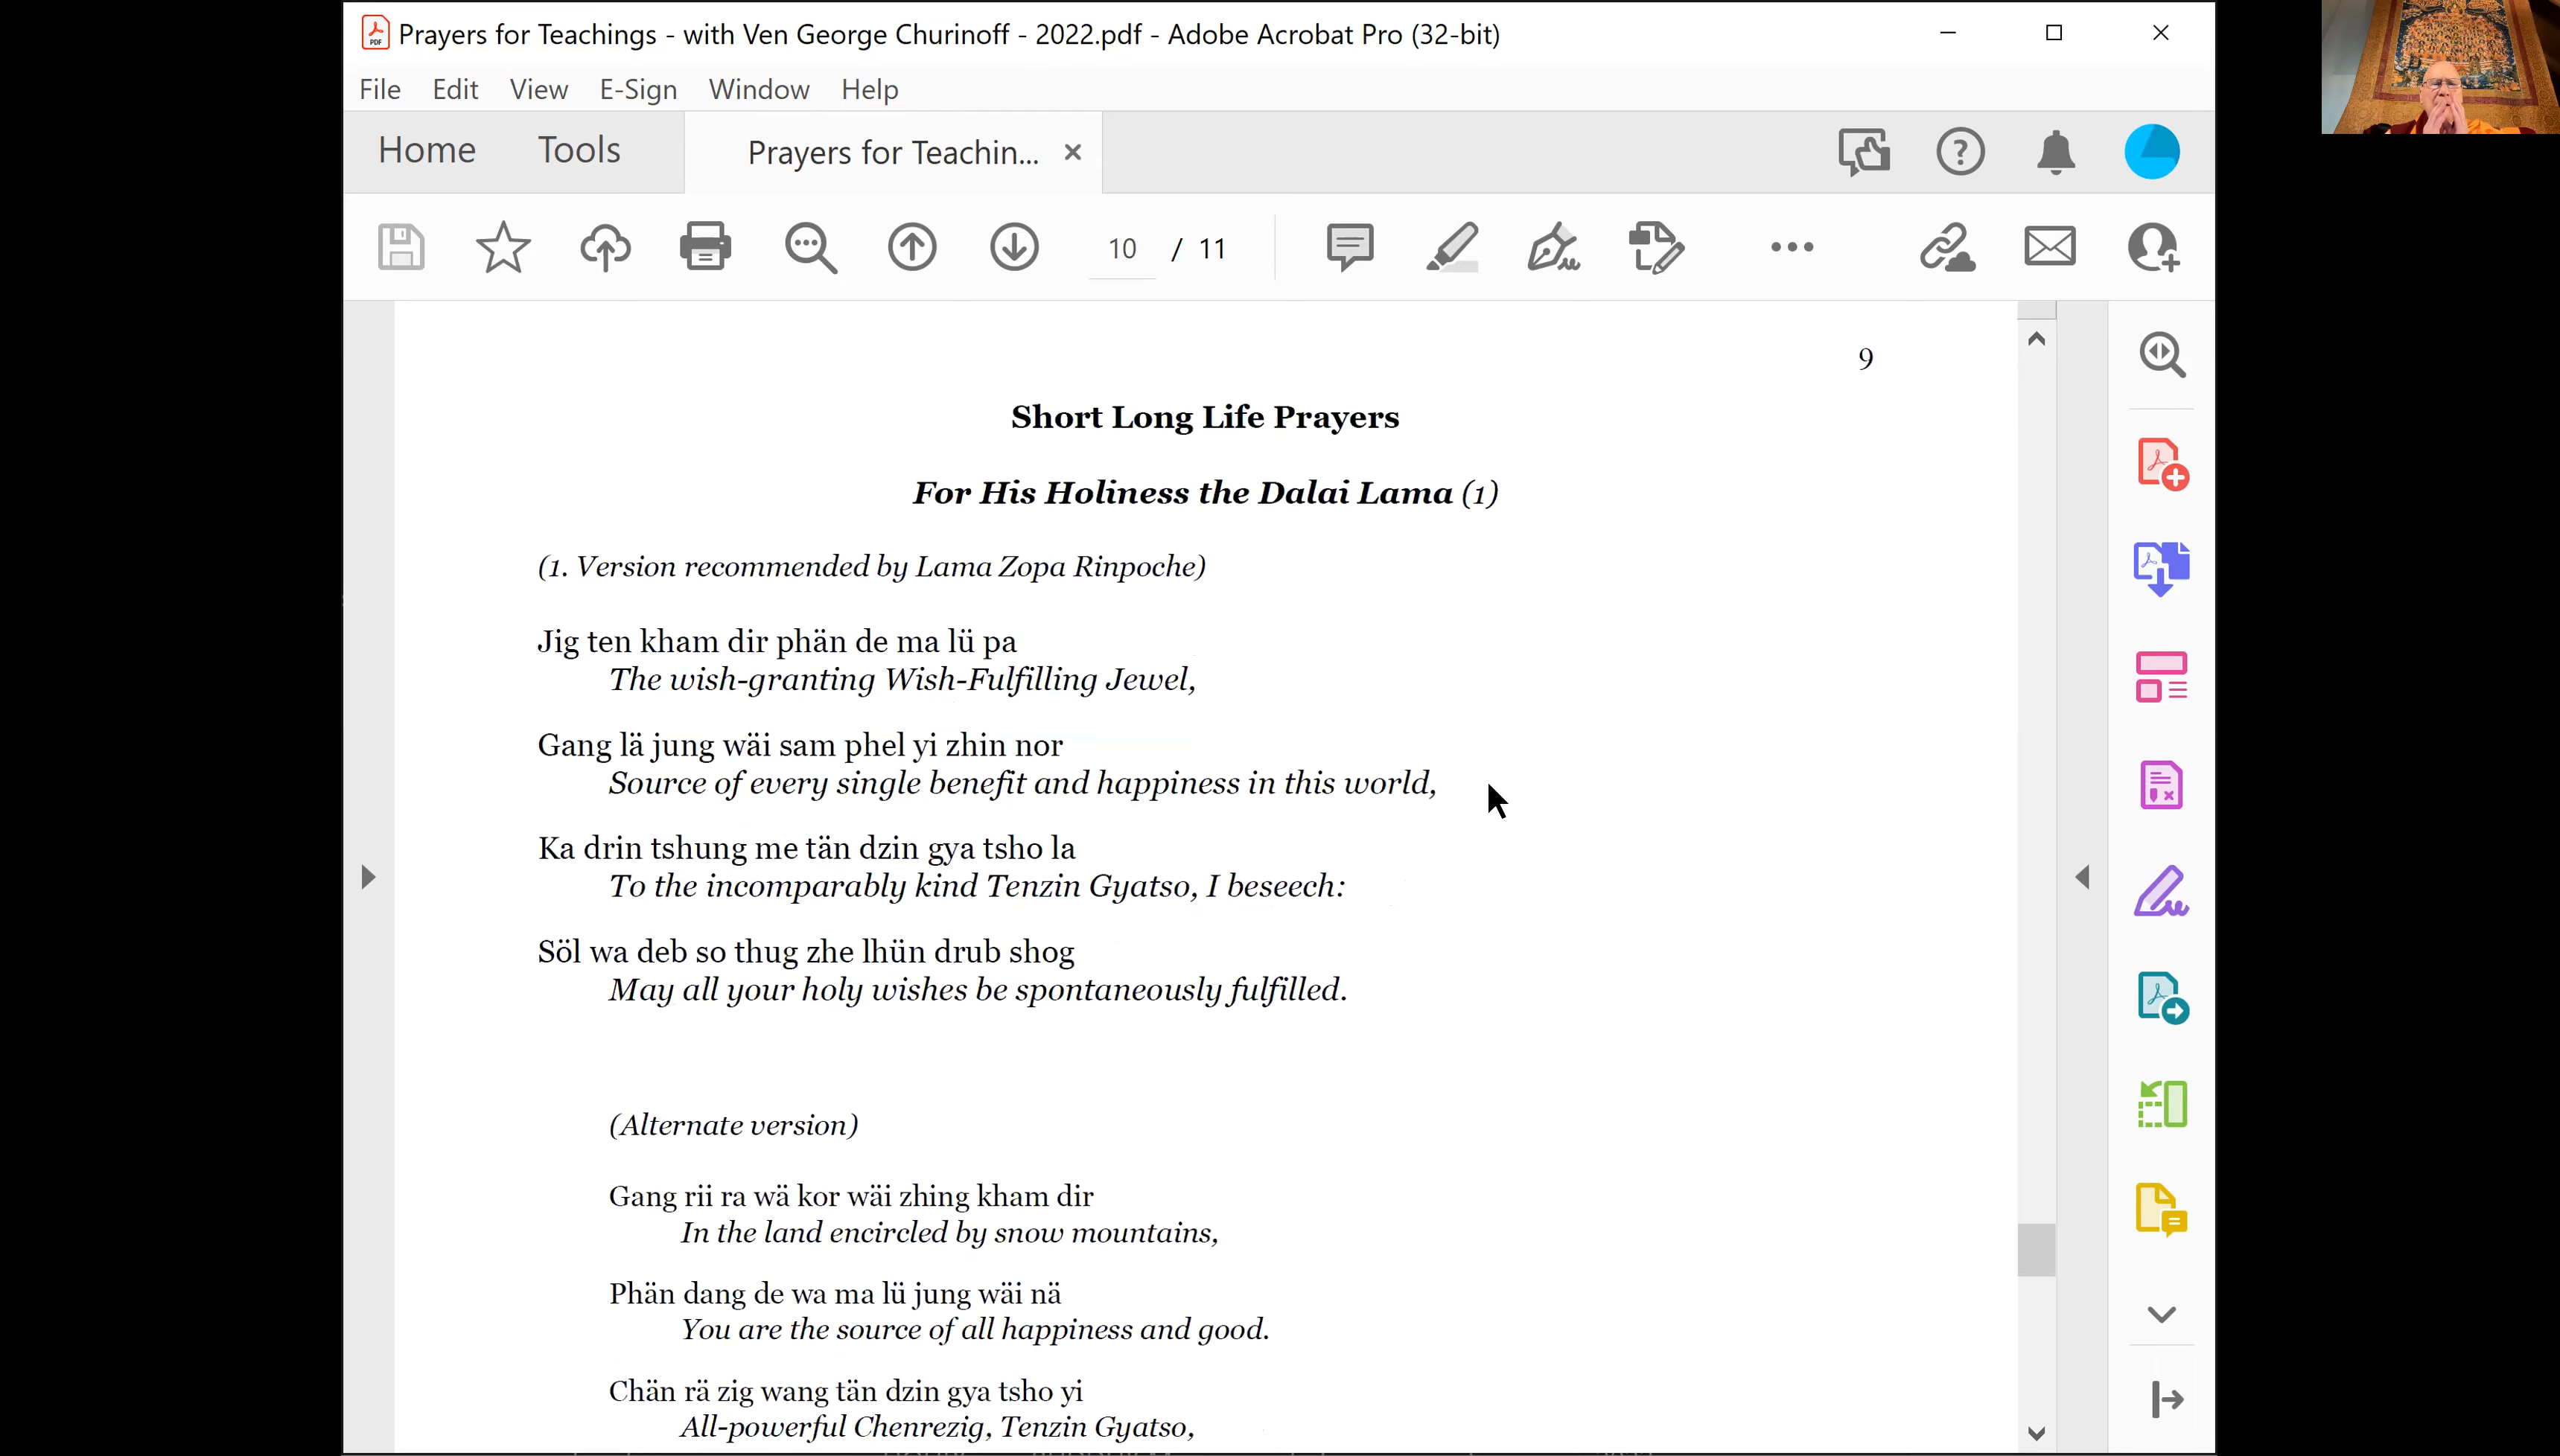 Prayers for Teachings - with Ven George Churinoff - 2022.pdf - Adobe Acrobat Pro (32-bit)
File Edit View E-Sign Window Help
Home Tools Prayers for Teachin...
10 / 11
9
Short Long Life Prayers
For His Holiness the Dalai Lama (1)
(1. Version recommended by Lama Zopa Rinpoche)
Jig ten kham dir phän de ma lü pa
The wish-granting Wish-Fulfilling Jewel,
Gang lä jung wäi sam phel yi zhin nor
Source of every single benefit and happiness in this world,
Ka drin tshung me tän dzin gya tsho la
To the incomparably kind Tenzin Gyatso, I beseech:
Söl wa deb so thug zhe lhün drub shog
May all your holy wishes be spontaneously fulfilled.
(Alternate version)
Gang rii ra wä kor wäi zhing kham dir
In the land encircled by snow mountains,
Phän dang de wa ma lü jung wäi nä
You are the source of all happiness and good.
Chän rä zig wang tän dzin gya tsho yi
All-powerful Chenrezig, Tenzin Gyatso,